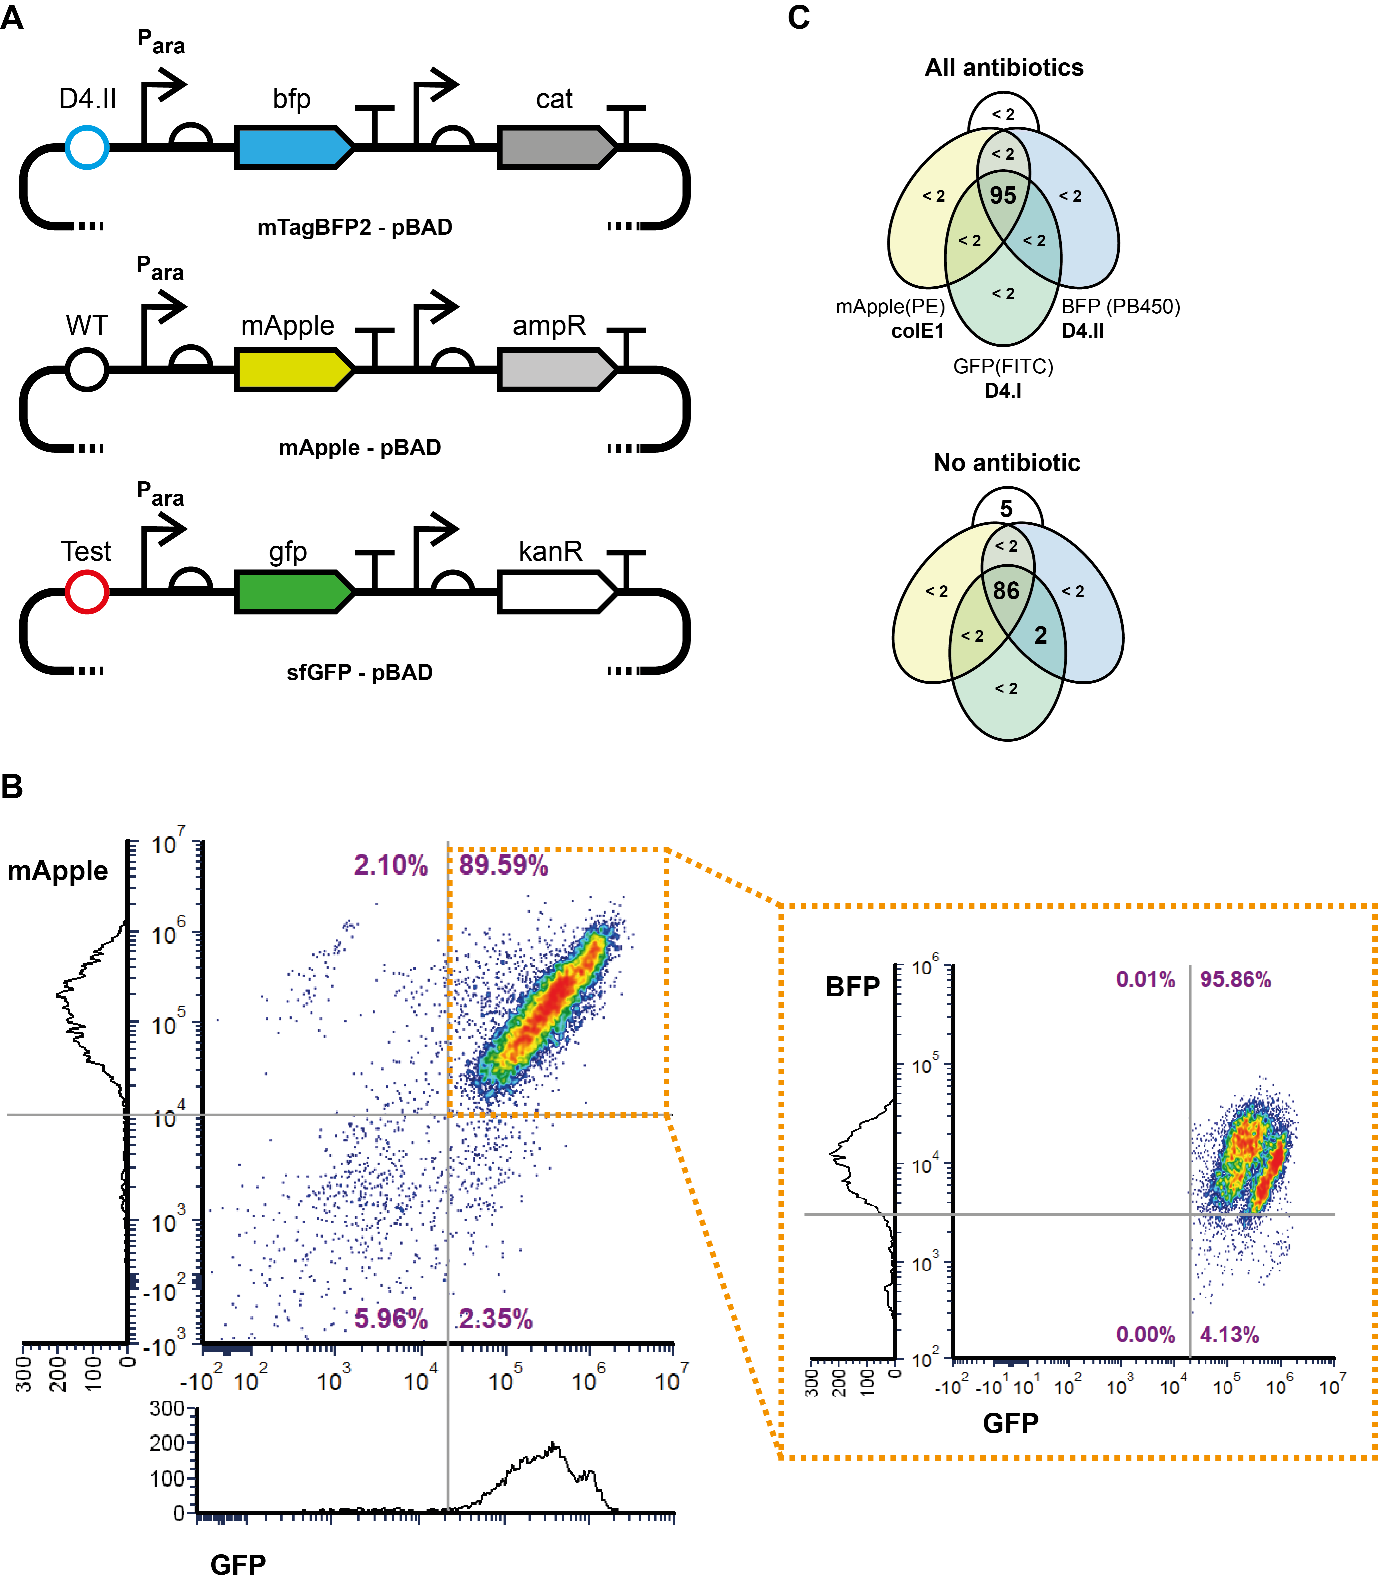 A
P
ara
D4.II
bfp
cat
mTagBFP2 - pBAD
P
ara
WT
mApple
ampR
mApple - pBAD
P
ara
Test
gfp
kanR
sfGFP - pBAD
C
All antibiotics
< 2
< 2
< 2
95
< 2
< 2
< 2
< 2
mApple(PE)
colE1
BFP (PB450)
D4.II
GFP(FITC)
D4.I
No antibiotic
5
< 2
< 2
86
< 2
< 2
2
< 2
B
mApple
10^7
10^6
10^5
10^4
10^3
-10^2
-10^3
2.10%
89.59%
5.96%
2.35%
300
200
100
0
-10^2
10^2
10^3
10^4
10^5
10^6
10^7
300
200
100
0
GFP
BFP
10^6
10^5
10^4
10^3
10^2
0.01%
95.86%
0.00%
4.13%
300
200
100
0
-10^2
-10^1
10^1
10^2
10^3
10^4
10^5
10^6
10^7
GFP